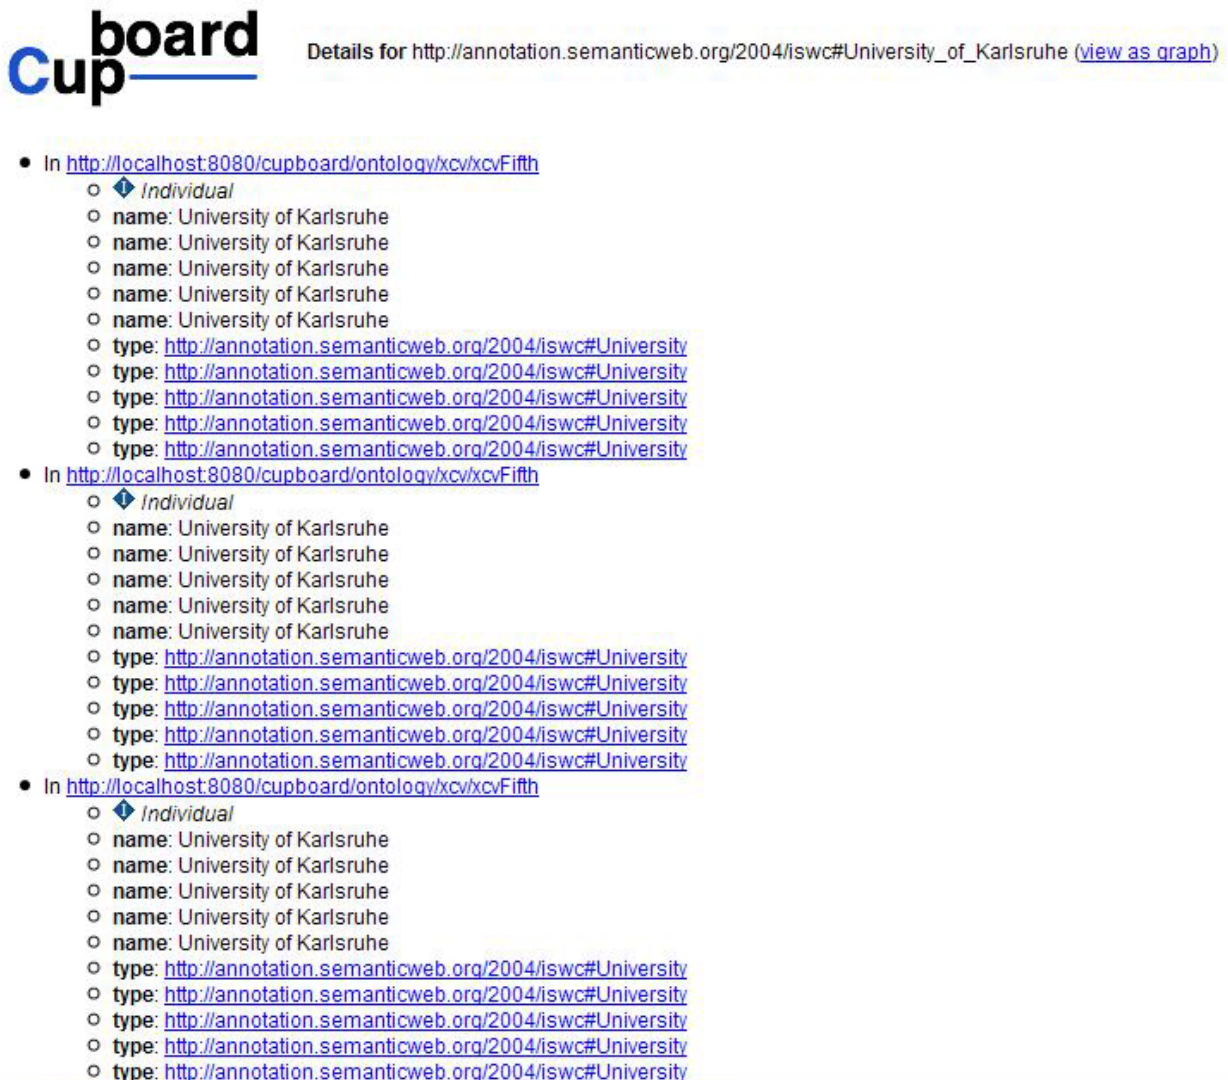 Cupboard
Details for http://annotation.semanticweb.org/2004/iswc#University_of_Karlsruhe (view as graph)
In http://localhost:8080/cupboard/ontology/xcv/xcvFifth
Individual
name: University of Karlsruhe
name: University of Karlsruhe
name: University of Karlsruhe
name: University of Karlsruhe
name: University of Karlsruhe
type: http://annotation.semanticweb.org/2004/iswc#University
type: http://annotation.semanticweb.org/2004/iswc#University
type: http://annotation.semanticweb.org/2004/iswc#University
type: http://annotation.semanticweb.org/2004/iswc#University
type: http://annotation.semanticweb.org/2004/iswc#University
In http://localhost:8080/cupboard/ontology/xcv/xcvFifth
Individual
name: University of Karlsruhe
name: University of Karlsruhe
name: University of Karlsruhe
name: University of Karlsruhe
name: University of Karlsruhe
type: http://annotation.semanticweb.org/2004/iswc#University
type: http://annotation.semanticweb.org/2004/iswc#University
type: http://annotation.semanticweb.org/2004/iswc#University
type: http://annotation.semanticweb.org/2004/iswc#University
type: http://annotation.semanticweb.org/2004/iswc#University
In http://localhost:8080/cupboard/ontology/xcv/xcvFifth
Individual
name: University of Karlsruhe
name: University of Karlsruhe
name: University of Karlsruhe
name: University of Karlsruhe
name: University of Karlsruhe
type: http://annotation.semanticweb.org/2004/iswc#University
type: http://annotation.semanticweb.org/2004/iswc#University
type: http://annotation.semanticweb.org/2004/iswc#University
type: http://annotation.semanticweb.org/2004/iswc#University
type: http://annotation.semanticweb.org/2004/iswc#University